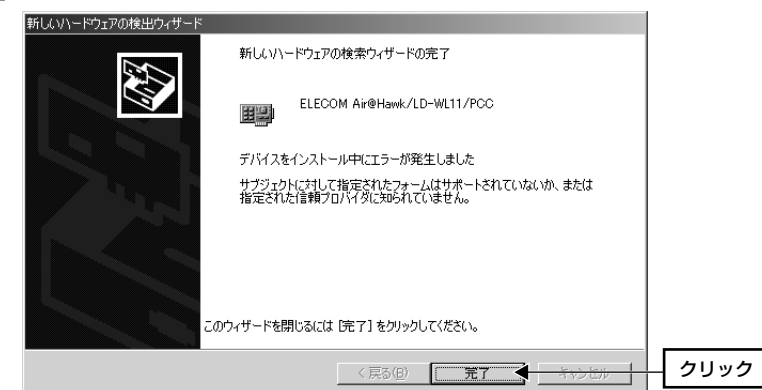 新しいハードウェアの検出ウィザード
新しいハードウェアの検索ウィザードの完了
ELECOM Air@Hawk/LD-WL11/PCC
デバイスをインストール中にエラーが発生しました
サブジェクトに対して指定されたフォームはサポートされていないか、または
指定された信頼プロバイダに知られていません。
このウィザードを閉じるには [完了] をクリックしてください。
< 戻る(B)
完了
キャンセル
クリック